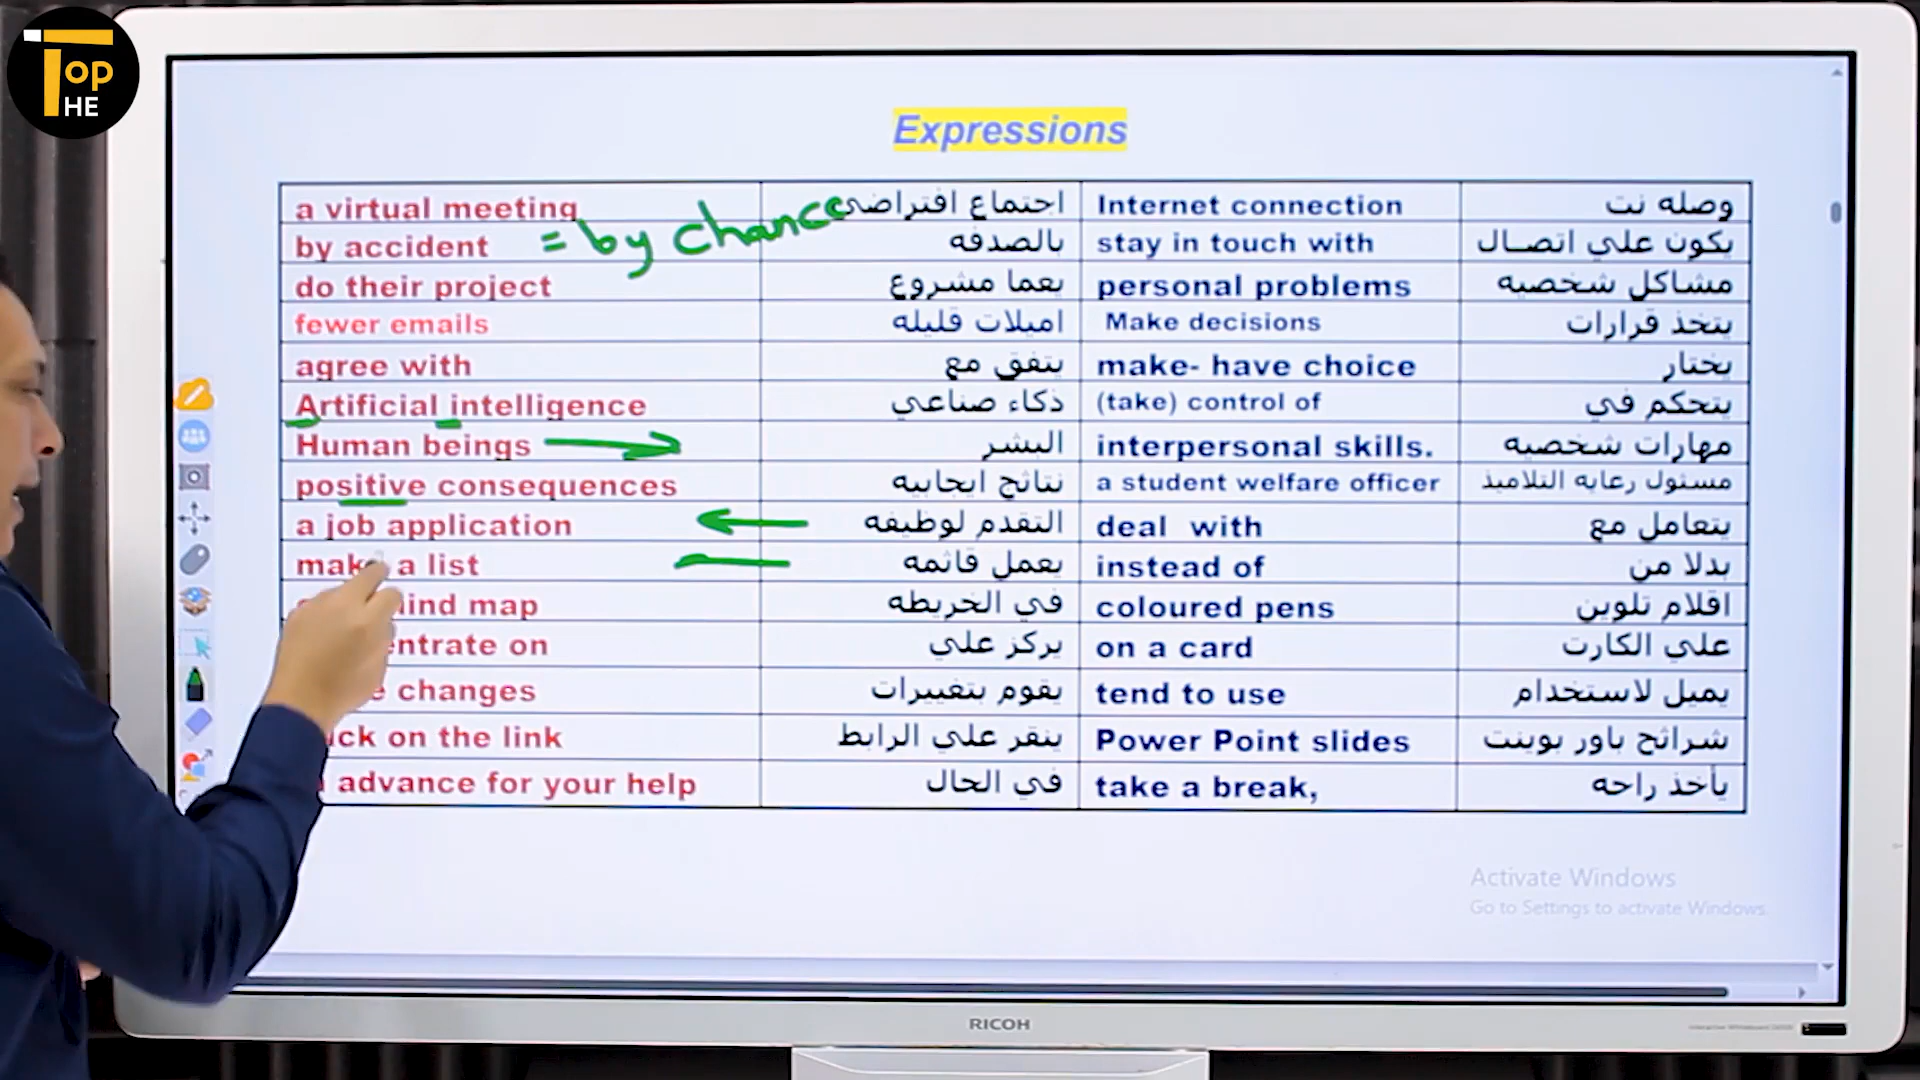 TOP
THE
Expressions
a virtual meeting اجتماع افتراضي Internet connection وصله نت
by accident = by chance بالصدفه stay in touch with يكون علي اتصال
do their project يعما مشروع personal problems مشاكل شخصيه
fewer emails اميلات قليله Make decisions يتخذ قرارات
agree with يتفق مع make- have choice يختار
Artificial intelligence ذكاء صناعي (take) control of يتحكم في
Human beings البشر interpersonal skills. مهارات شخصيه
positive consequences نتائج ايجابيه a student welfare officer مسئول رعايه التلاميذ
a job application التقدم لوظيفه deal with يتعامل مع
make a list يعمل قائمه instead of بدلا من
mind map في الخريطه coloured pens اقلام تلوين
entrate on يركز علي on a card علي الكارت
changes يقوم بتغييرات tend to use يميل لاستخدام
ick on the link ينقر علي الرابط Power Point slides شرائح باور بوينت
advance for your help في الحال take a break, يأخذ راحه
Activate Windows
Go to Settings to activate Windows.
RICOH